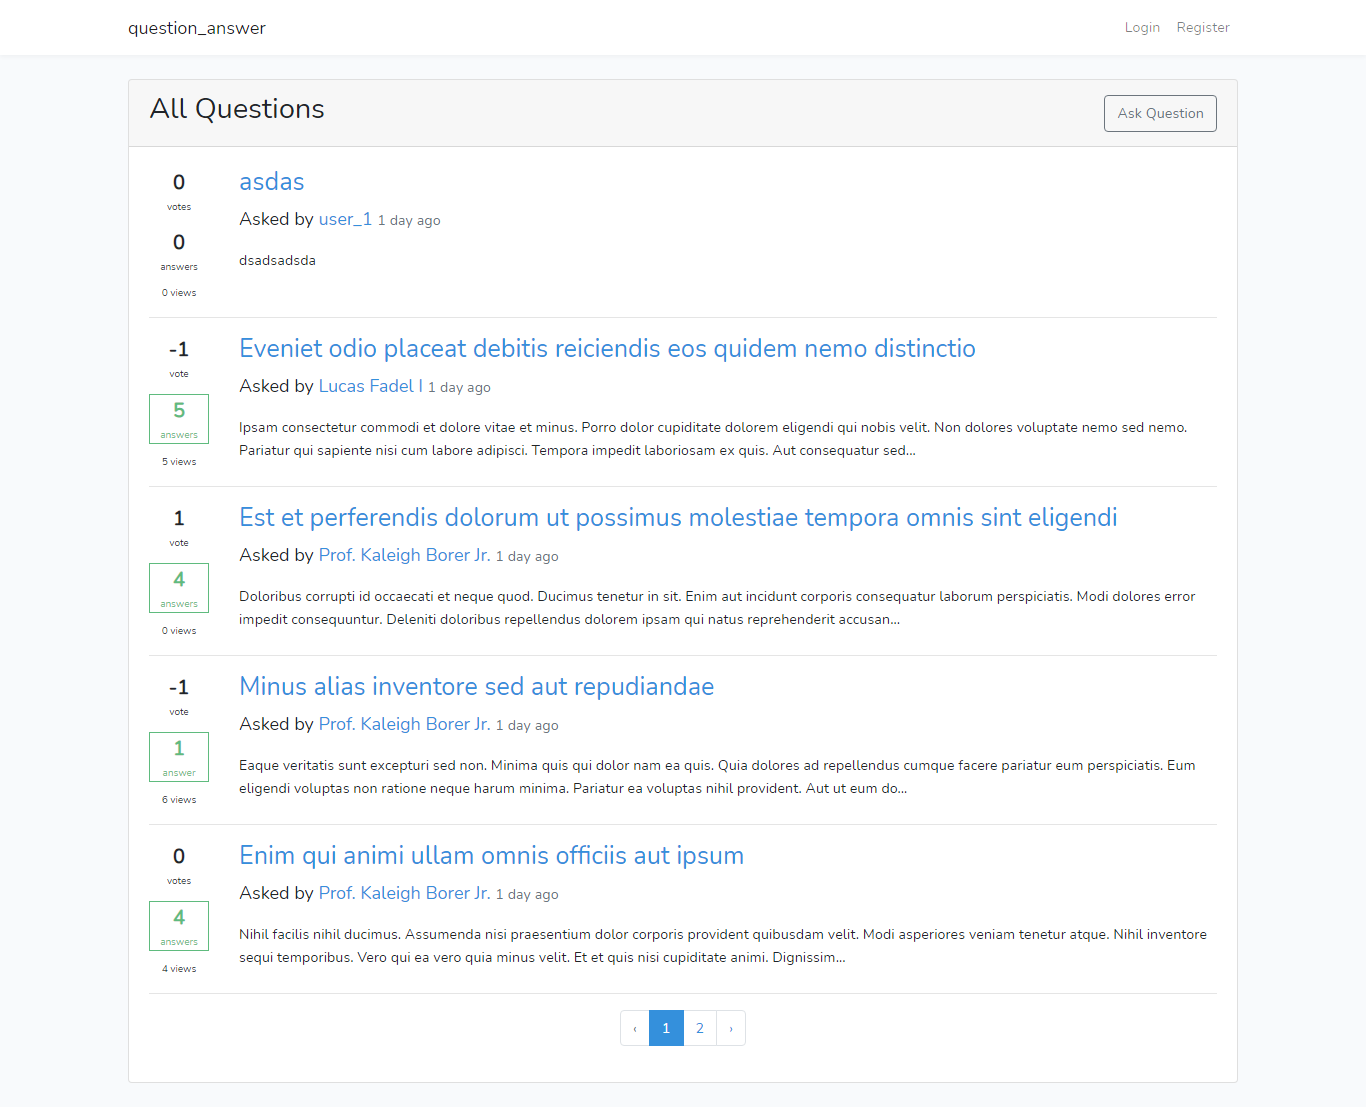 question_answer
Login Register
All Questions
Ask Question
0
votes
0
answers
0 views
asdas
Asked by user_1 1 day ago
dsadsadsda
-1
vote
5
answers
5 views
Eveniet odio placeat debitis reiciendis eos quidem nemo distinctio
Asked by Lucas Fadel I 1 day ago
Ipsam consectetur commodi et dolore vitae et minus. Porro dolor cupiditate dolorem eligendi qui nobis velit. Non dolores voluptate nemo sed nemo.
Pariatur qui sapiente nisi cum labore adipisci. Tempora impedit laboriosam ex quis. Aut consequatur sed...
1
vote
4
answers
0 views
Est et perferendis dolorum ut possimus molestiae tempora omnis sint eligendi
Asked by Prof. Kaleigh Borer Jr. 1 day ago
Doloribus corrupti id occaecati et neque quod. Ducimus tenetur in sit. Enim aut incidunt corporis consequatur laborum perspiciatis. Modi dolores error
impedit consequuntur. Deleniti doloribus repellendus dolorem ipsam qui natus reprehenderit accusan...
-1
vote
1
answer
6 views
Minus alias inventore sed aut repudiandae
Asked by Prof. Kaleigh Borer Jr. 1 day ago
Eaque veritatis sunt excepturi sed non. Minima quis qui dolor nam ea quis. Quia dolores ad repellendus cumque facere pariatur eum perspiciatis. Eum
eligendi voluptas non ratione neque harum minima. Pariatur ea voluptas nihil provident. Aut ut eum do...
0
votes
4
answers
4 views
Enim qui animi ullam omnis officiis aut ipsum
Asked by Prof. Kaleigh Borer Jr. 1 day ago
Nihil facilis nihil ducimus. Assumenda nisi praesentium dolor corporis provident quibusdam velit. Modi asperiores veniam tenetur atque. Nihil inventore
sequi temporibus. Vero qui ea vero quia minus velit. Et et quis nisi cupiditate animi. Dignissim...
‹ 1 2 ›